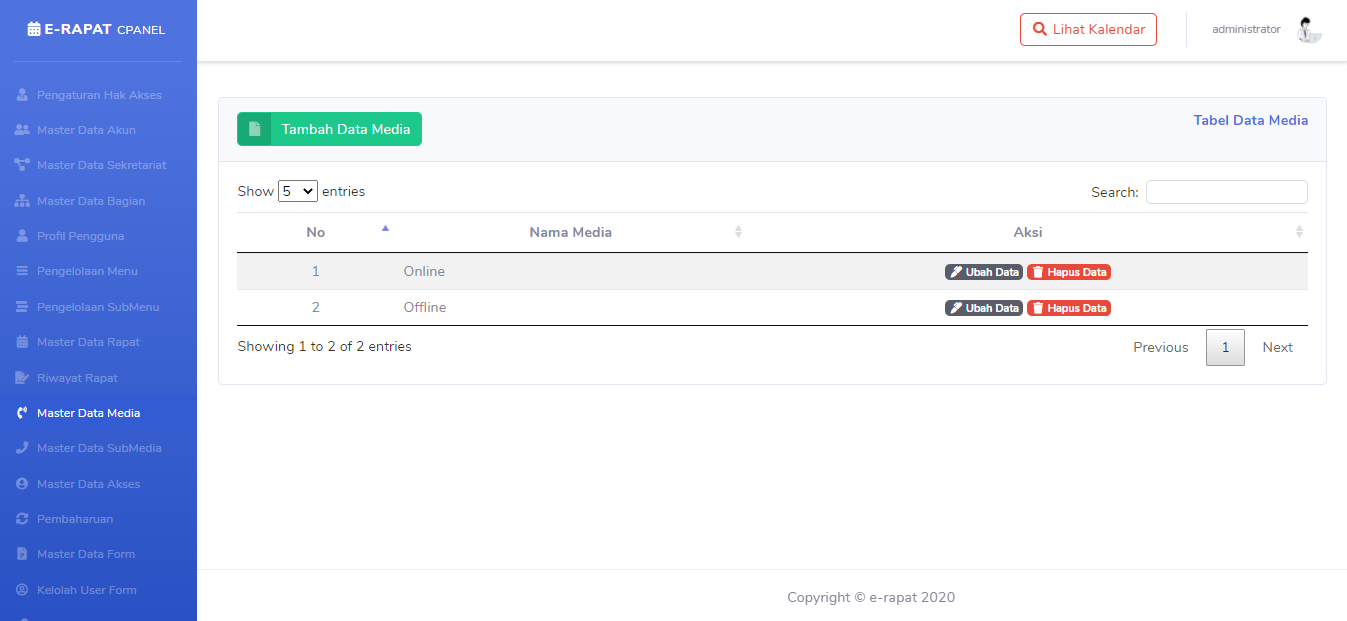 E-RAPAT CPANEL
Lihat Kalendar
administrator
Pengaturan Hak Akses
Master Data Akun
Master Data Sekretariat
Master Data Bagian
Profil Pengguna
Pengelolaan Menu
Pengelolaan SubMenu
Master Data Rapat
Riwayat Rapat
Master Data Media
Master Data SubMedia
Master Data Akses
Pembaharuan
Master Data Form
Kelolah User Form
Tambah Data Media
Tabel Data Media
Show 5 entries
Search:
No Nama Media Aksi
1 Online Ubah Data Hapus Data
2 Offline Ubah Data Hapus Data
Showing 1 to 2 of 2 entries
Previous 1 Next
Copyright © e-rapat 2020